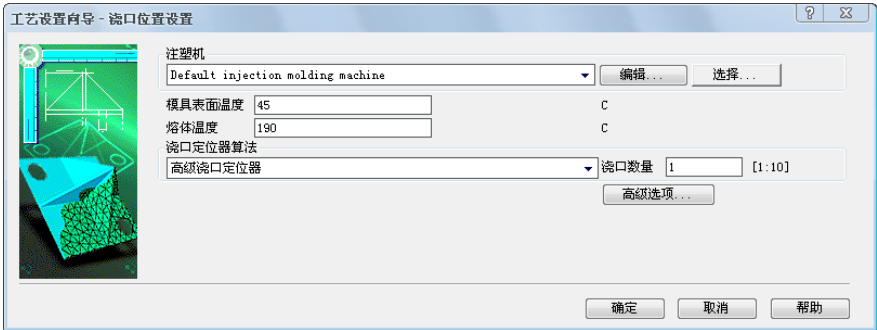 工艺设置向导 - 浇口位置设置
注塑机
Default injection molding machine 编辑... 选择...
模具表面温度 45 C
熔体温度 190 C
浇口定位器算法
高级浇口定位器 浇口数量 1 [1:10]
高级选项...
确定 取消 帮助